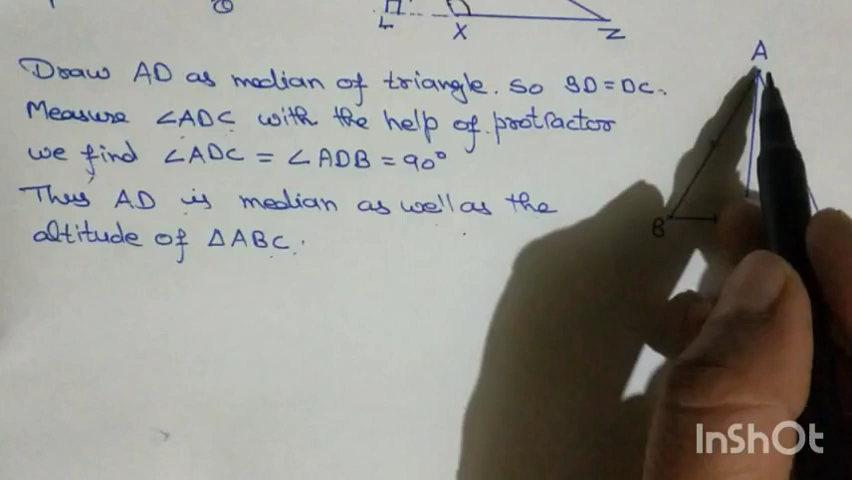 L X Z
Draw AD as median of triangle. So BD = DC.
Measure ∠ADC with the help of protractor
we find ∠ADC = ∠ADB = 90°
Thus AD is median as well as the
altitude of ΔABC.
A
B
InShOt